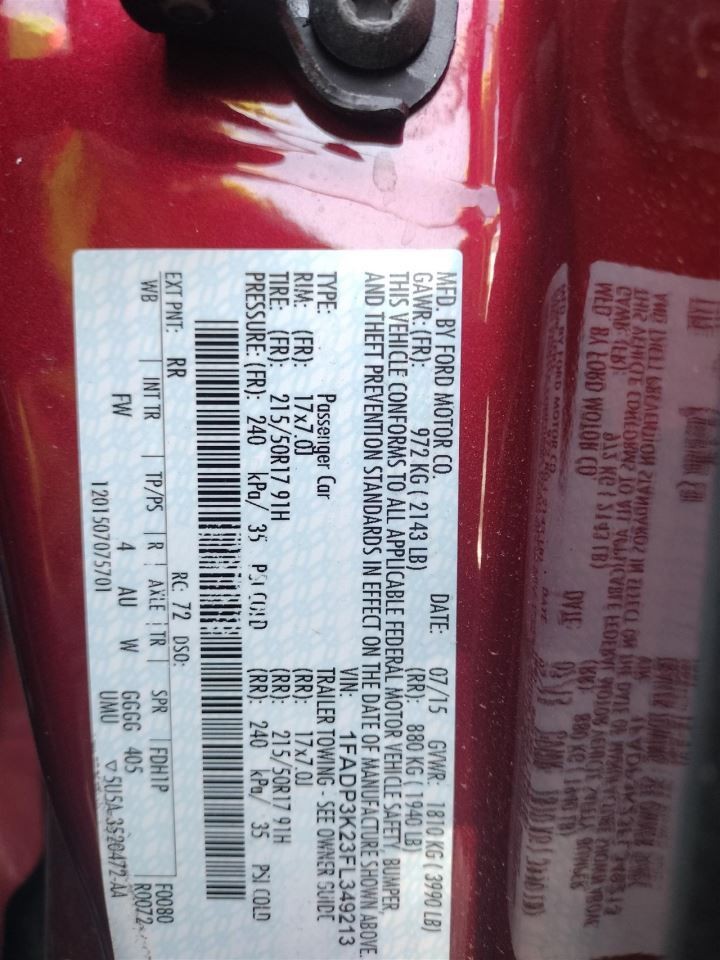 MFD. BY FORD MOTOR CO.
DATE: 07/15 GVWR: 1810 KG ( 3990 LB)
GAWR: (FR): 972 KG ( 2143 LB) (RR): 880 KG ( 1940 LB)
THIS VEHICLE CONFORMS TO ALL APPLICABLE FEDERAL MOTOR VEHICLE SAFETY, BUMPER,
AND THEFT PREVENTION STANDARDS IN EFFECT ON THE DATE OF MANUFACTURE SHOWN ABOVE.
VIN: 1FADP3K23FL349213
TYPE: Passenger Car TRAILER TOWING - SEE OWNER GUIDE
RIM: (FR): 17x7.0J (RR): 17x7.0J
TIRE: (FR): 215/50R17 91H (RR): 215/50R17 91H
PRESSURE: (FR): 240 kPa/ 35 PSI COLD (RR): 240 kPa/ 35 PSI COLD
F0080
EXT PNT: RR RC: 72 DSO: R0072
WB INT TR TP/PS R AXLE TR SPR FDH1P
FW 4 AU W GGGG 405
1201507075701 UMU ▽5U5A-3520472-AA